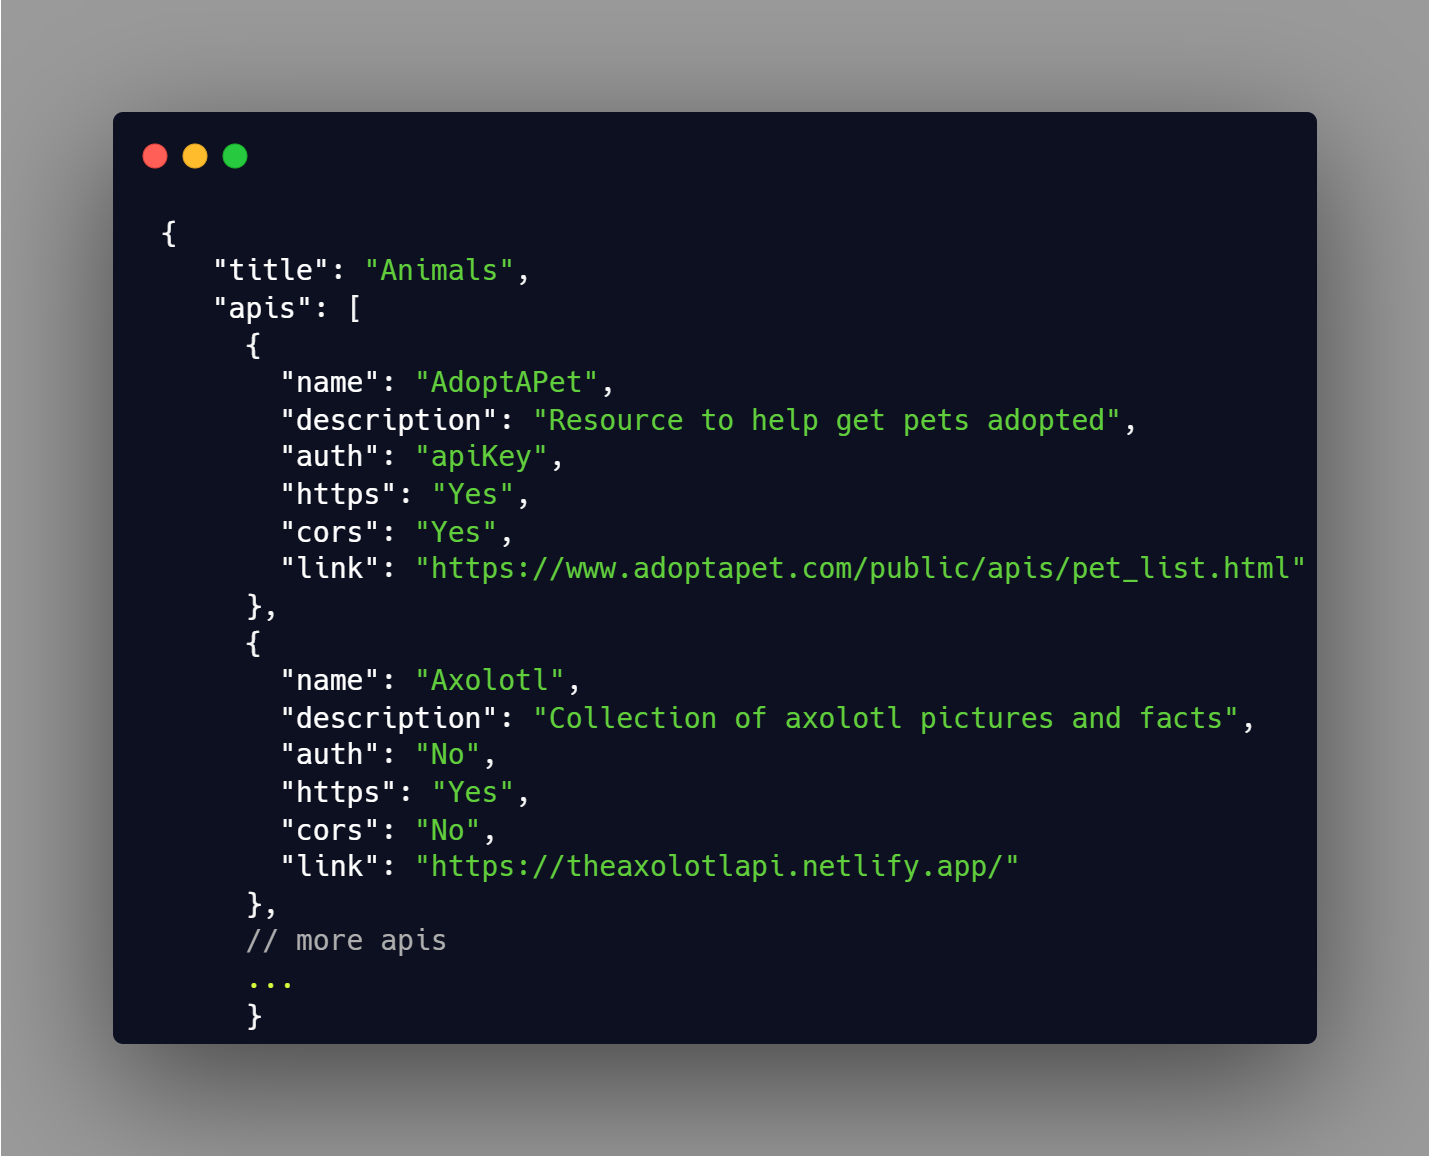 {
"title": "Animals",
"apis": [
{
"name": "AdoptAPet",
"description": "Resource to help get pets adopted",
"auth": "apiKey",
"https": "Yes",
"cors": "Yes",
"link": "https://www.adoptapet.com/public/apis/pet_list.html"
},
{
"name": "Axolotl",
"description": "Collection of axolotl pictures and facts",
"auth": "No",
"https": "Yes",
"cors": "No",
"link": "https://theaxolotlapi.netlify.app/"
},
// more apis
...
}